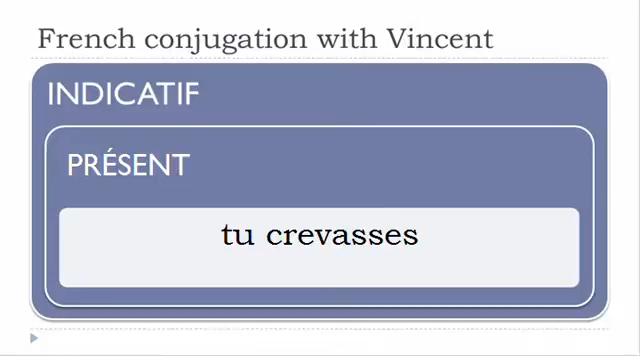 French conjugation with Vincent
INDICATIF
PRÉSENT
tu crevasses